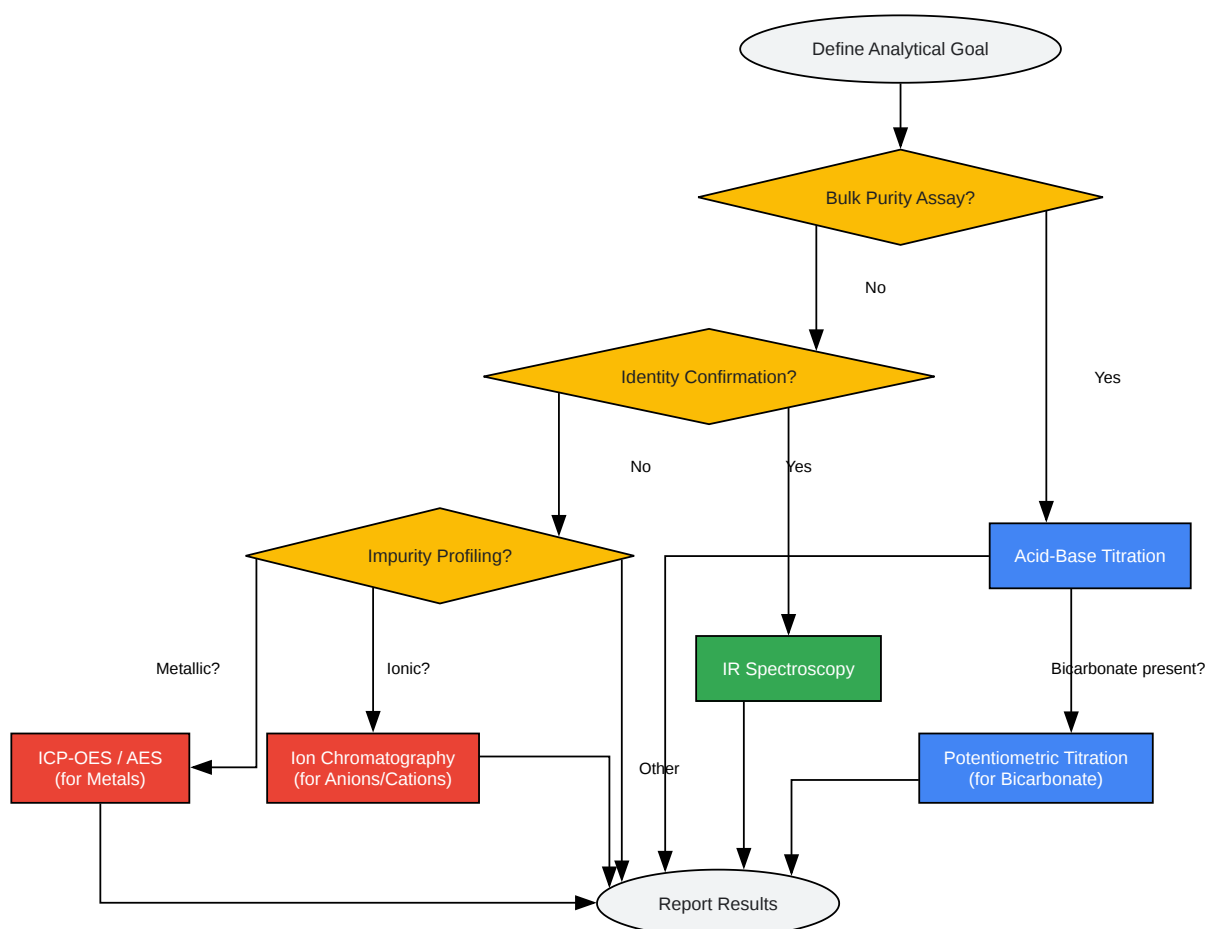 Define Analytical Goal
Bulk Purity Assay?
No
Identity Confirmation?
Yes
No
Yes
Impurity Profiling?
Acid-Base Titration
Metallic?
Ionic?
IR Spectroscopy
Bicarbonate present?
ICP-OES / AES
(for Metals)
Ion Chromatography
(for Anions/Cations)
Other
Potentiometric Titration
(for Bicarbonate)
Report Results